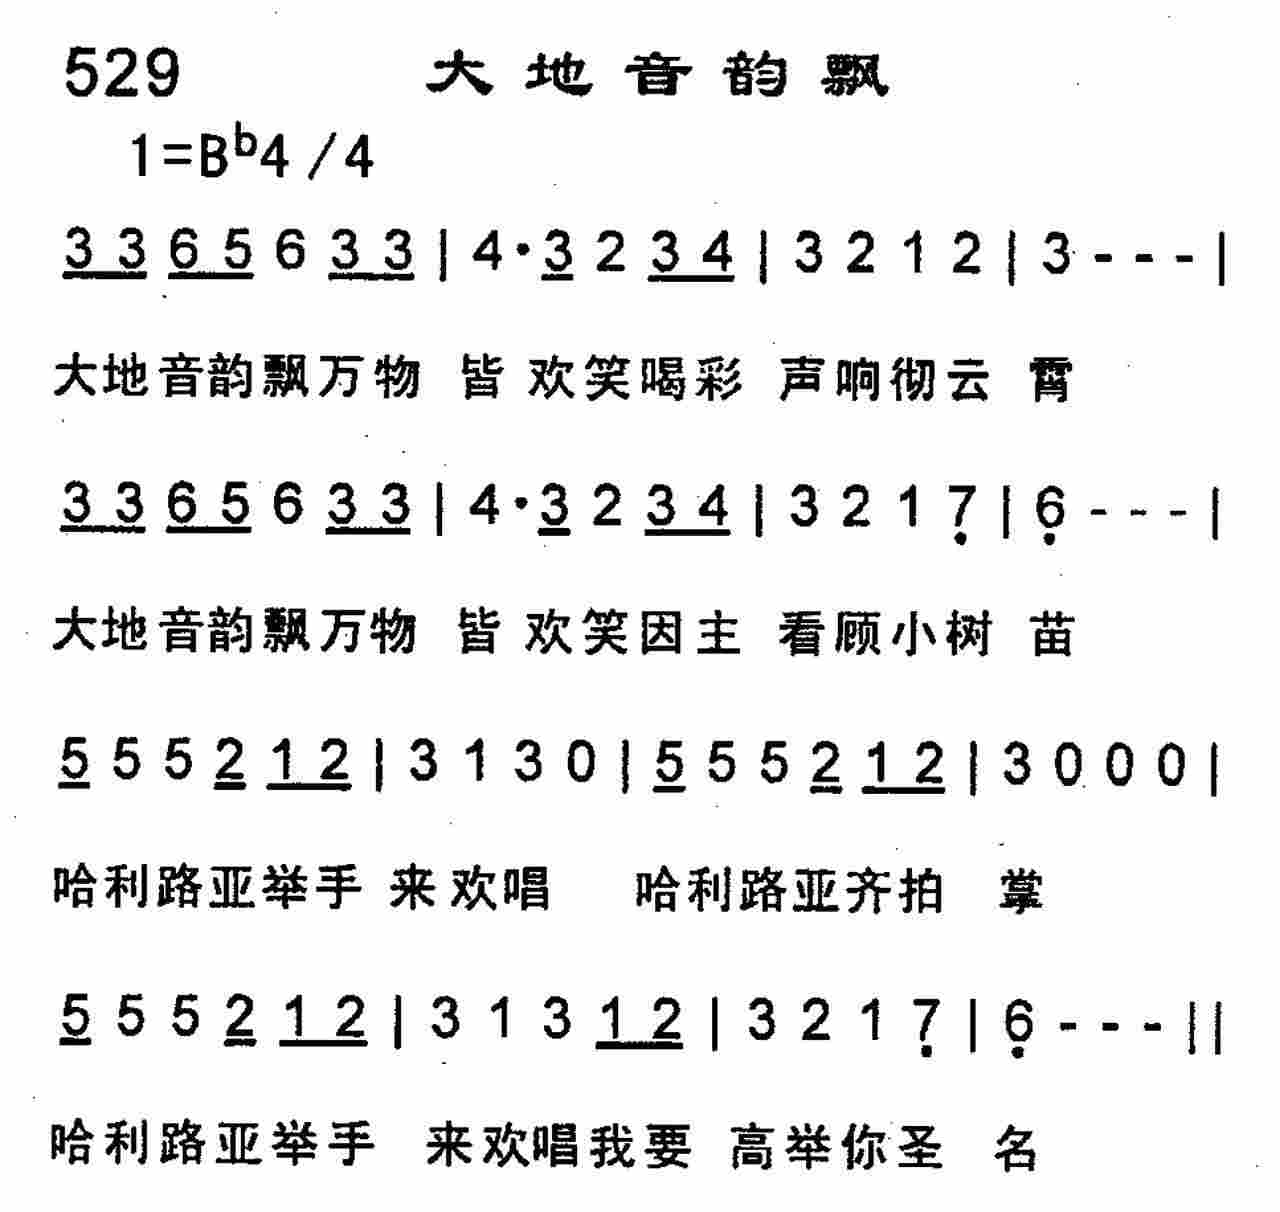 529 大地音韵飘
1=Bb4/4
3 3 6 5 6 3 3 | 4·3 2 3 4 | 3 2 1 2 | 3 - - - |
大地音韵飘万物 皆 欢笑喝彩 声响彻云 霄
3 3 6 5 6 3 3 | 4·3 2 3 4 | 3 2 1 7 | 6 - - - |
大地音韵飘万物 皆 欢笑因主 看顾小树 苗
5 5 5 2 1 2 | 3 1 3 0 | 5 5 5 2 1 2 | 3 0 0 0 |
哈利路亚举手 来 欢唱 哈利路亚齐拍 掌
5 5 5 2 1 2 | 3 1 3 1 2 | 3 2 1 7 | 6 - - - ||
哈利路亚举手 来欢唱我要 高举你圣 名